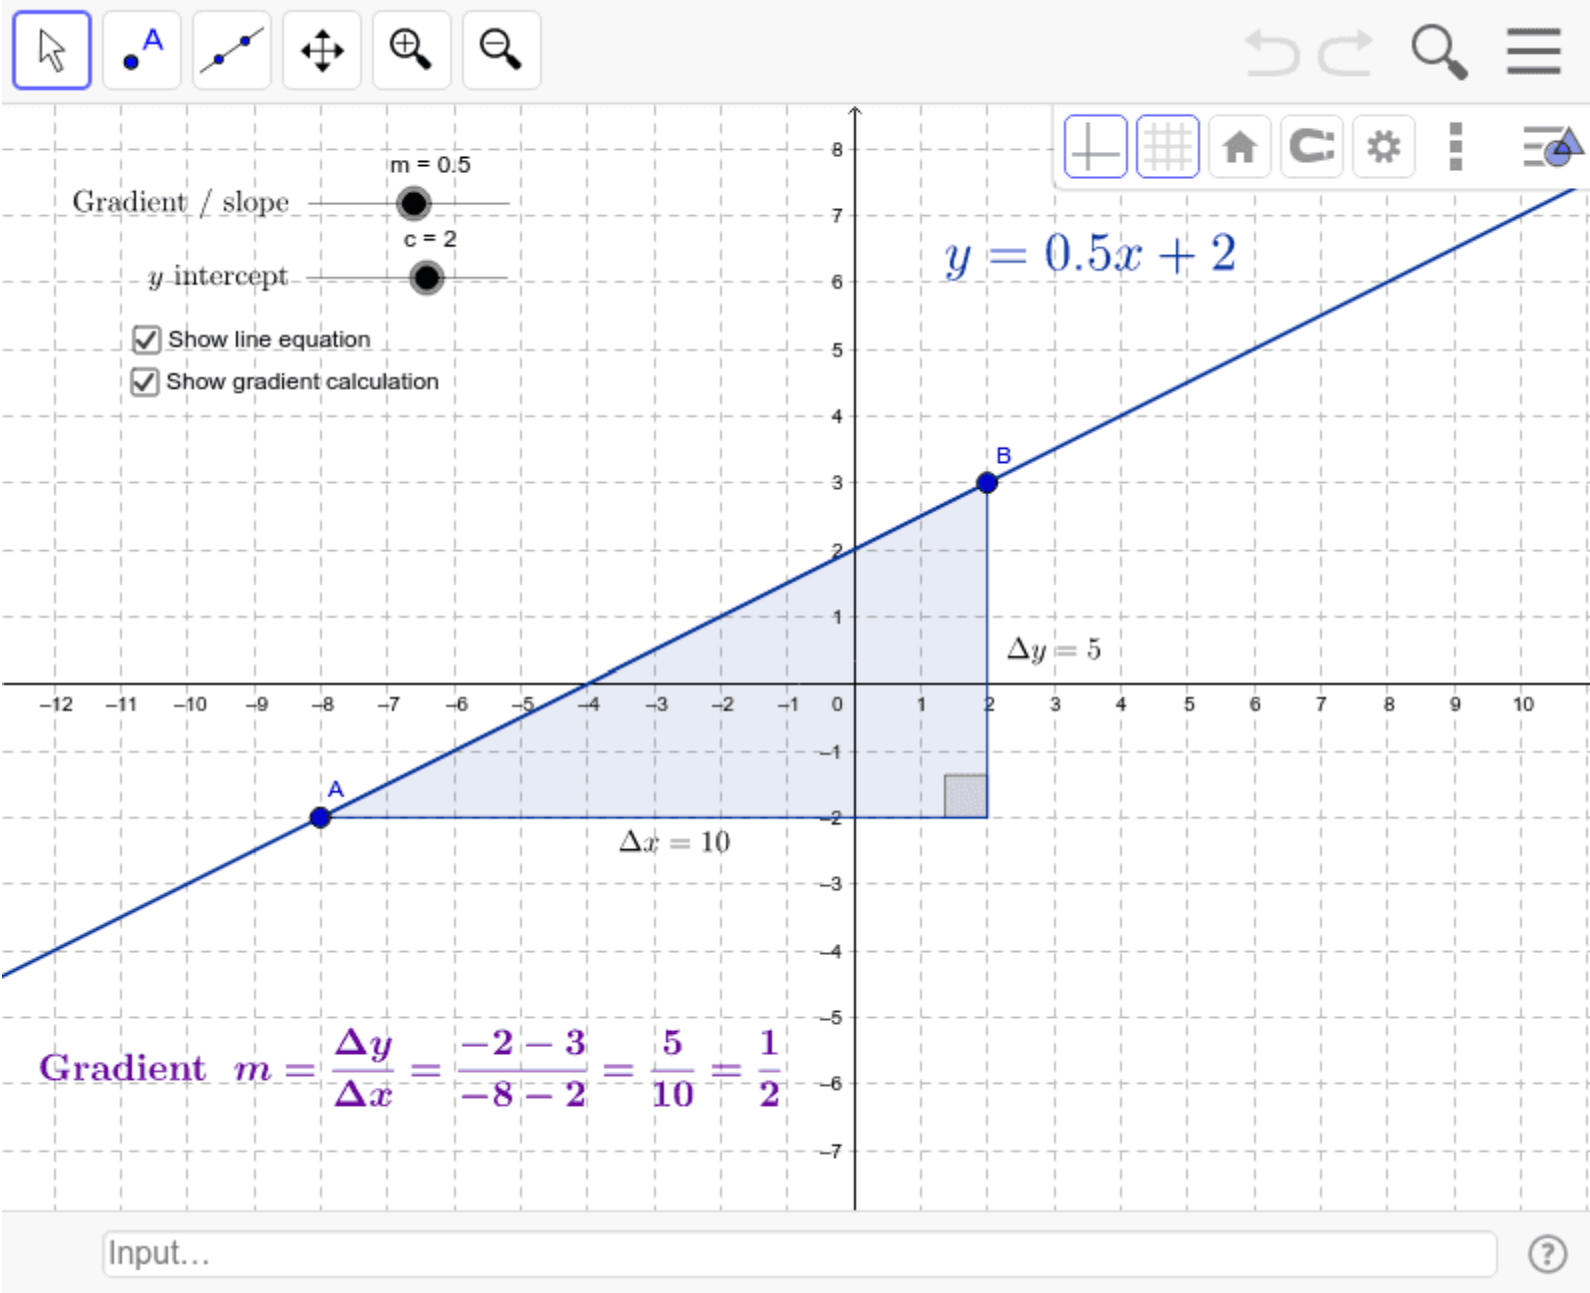 A
m = 0.5
Gradient / slope
c = 2
y intercept
Show line equation
Show gradient calculation
y = 0.5x + 2
8
7
6
5
4
3
2
1
B
A
Δy = 5
Δx = 10
–12 –11 –10 –9 –8 –7 –6 –5 –4 –3 –2 –1 0 1 2 3 4 5 6 7 8 9 10
–1
–2
–3
–4
–5
–6
–7
Gradient m = Δy/Δx = −2 − 3/−8 − 2 = 5/10 = 1/2
Input...
?